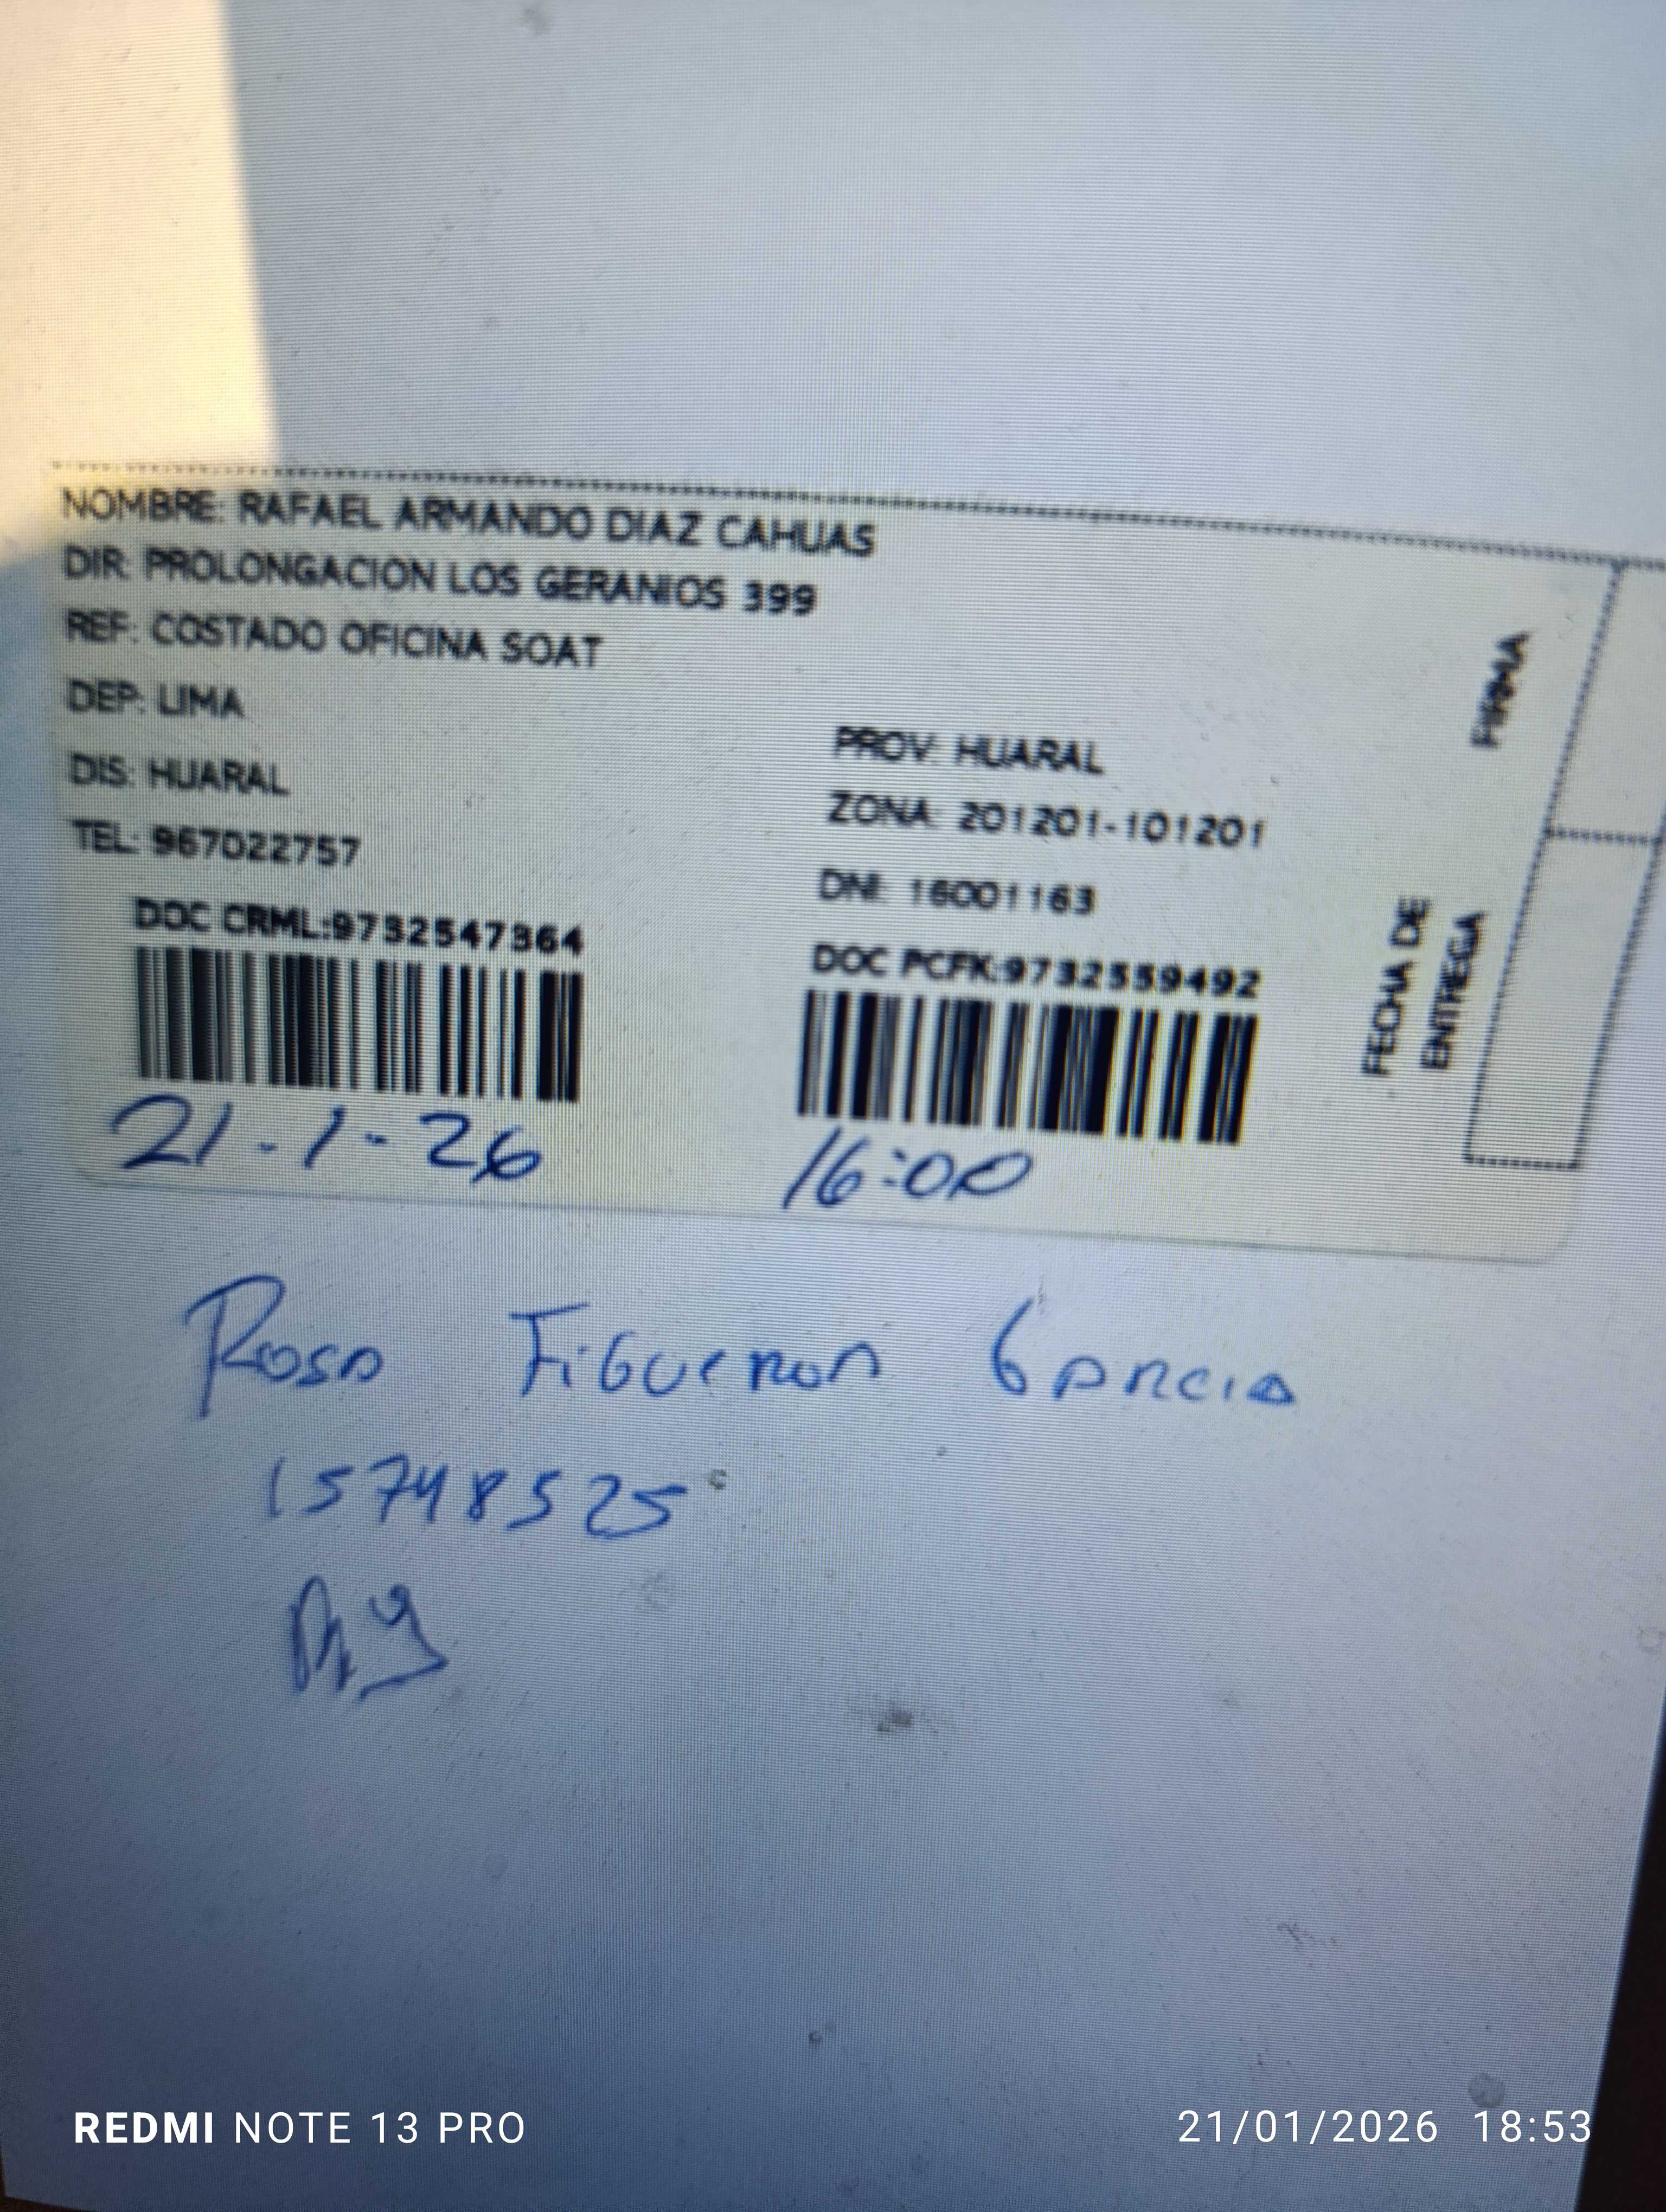 NOMBRE: RAFAEL ARMANDO DIAZ CAHUAS
DIR: PROLONGACION LOS GERANIOS 399
REF: COSTADO OFICINA SOAT
DEP: LIMA
PROV: HUARAL
DIS: HUARAL
ZONA: 201201-101201
TEL: 967022757
DNI: 16001163
DOC CRML:9732547364
DOC PCFK:9732559492
FIRMA
FECHA DE
ENTREGA
21-1-26
16:00
Rosa Figueroa Garcia
15748525
REDMI NOTE 13 PRO
21/01/2026 18:53